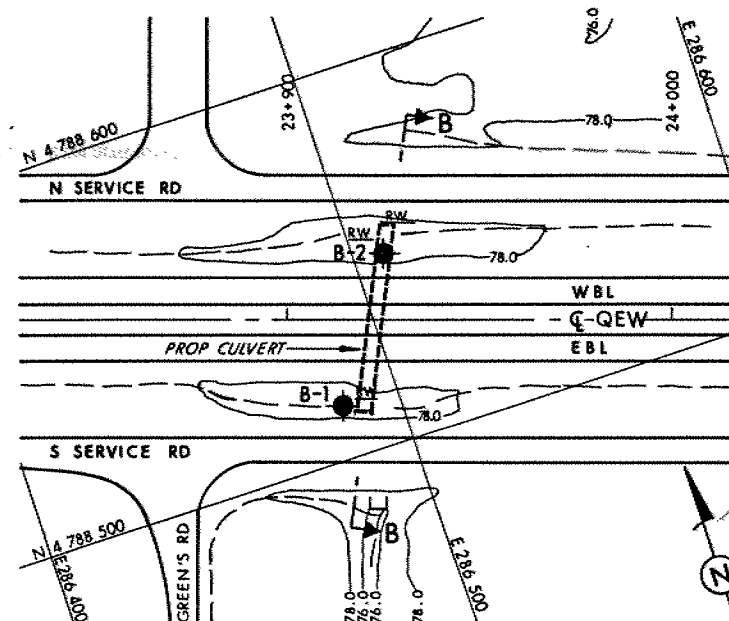 76.0
E 286 600
23+900
24+000
B
78.0
N 4 788 600
N SERVICE RD
RW
RW
B-2
78.0
WBL
℄-QEW
PROP CULVERT
EBL
B-1
RW
78.0
S SERVICE RD
B
N 4 788 500
E 286 400
GREEN'S RD
E 286 500
78.0
76.0
76.0
78.0
N